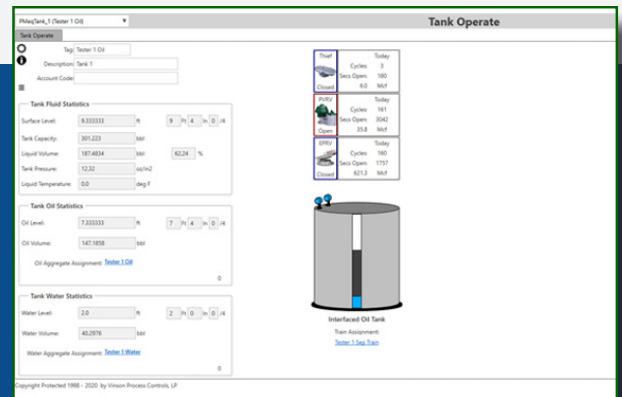 PMeqTank_1 (Tester 1 Oil)
Tank Operate
Tank Operate
Tag: Tester 1 Oil
Description: Tank 1
Account Code:
Tank Fluid Statistics
Surface Level: 9.333333 ft 9 Ft 4 In 0 /4
Tank Capacity: 301.223 bbl
Liquid Volume: 187.4834 bbl 62.24 %
Tank Pressure: 12.32 oz/in2
Liquid Temperature: 0.0 deg F
Tank Oil Statistics
Oil Level: 7.333333 ft 7 Ft 4 In 0 /4
Oil Volume: 147.1858 bbl
Oil Aggregate Assignment: Tester 1 Oil
0
Tank Water Statistics
Water Level: 2.0 ft 2 Ft 0 In 0 /4
Water Volume: 40.2976 bbl
Water Aggregate Assignment: Tester 1 Water
0
Thief Today
Cycles: 3
Secs Open: 180
Closed 6.0 Mcf
PVRV Today
Cycles: 161
Secs Open: 3042
Open 35.8 Mcf
EPRV Today
Cycles: 160
Secs Open: 1757
Closed 621.3 Mcf
Interfaced Oil Tank
Train Assignment:
Tester 1 Sep Train
Copyright Protected 1998 - 2020 by Vinson Process Controls, LP